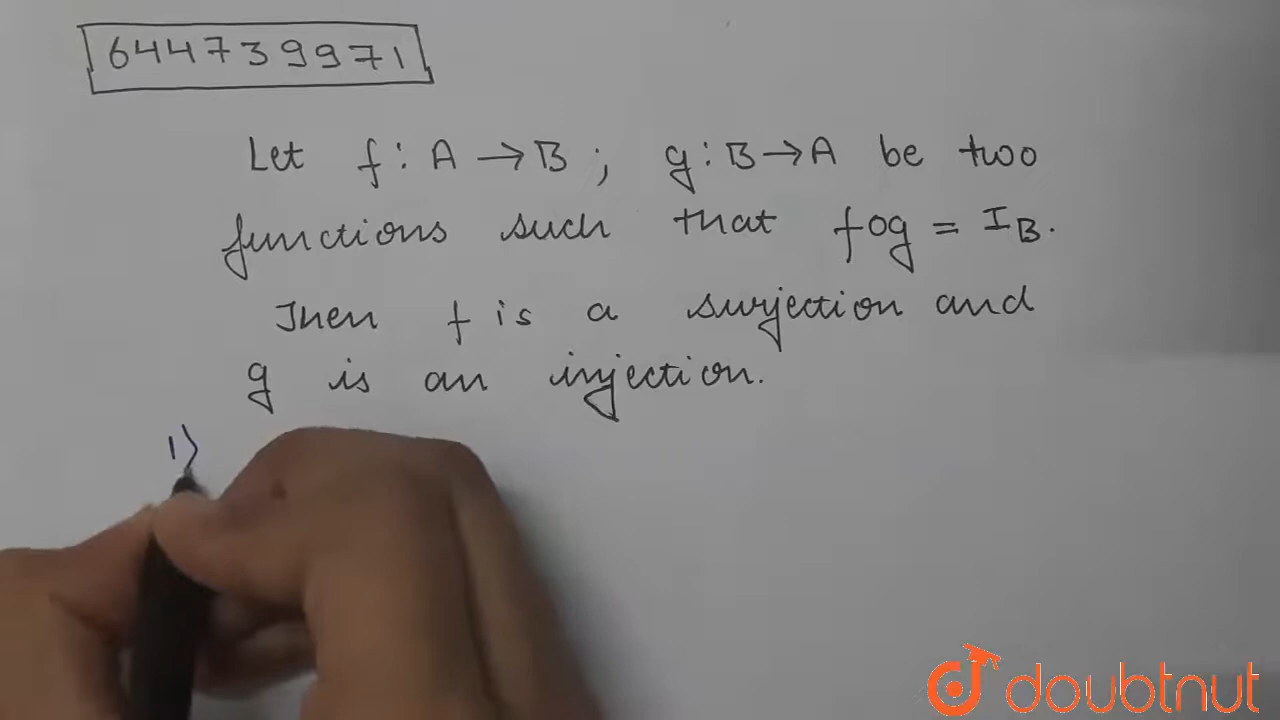 644739971
Let f : A → B ; g : B → A be two
functions such that fog = I_B.
Then f is a surjection and
g is an injection.
1)
doubtnut